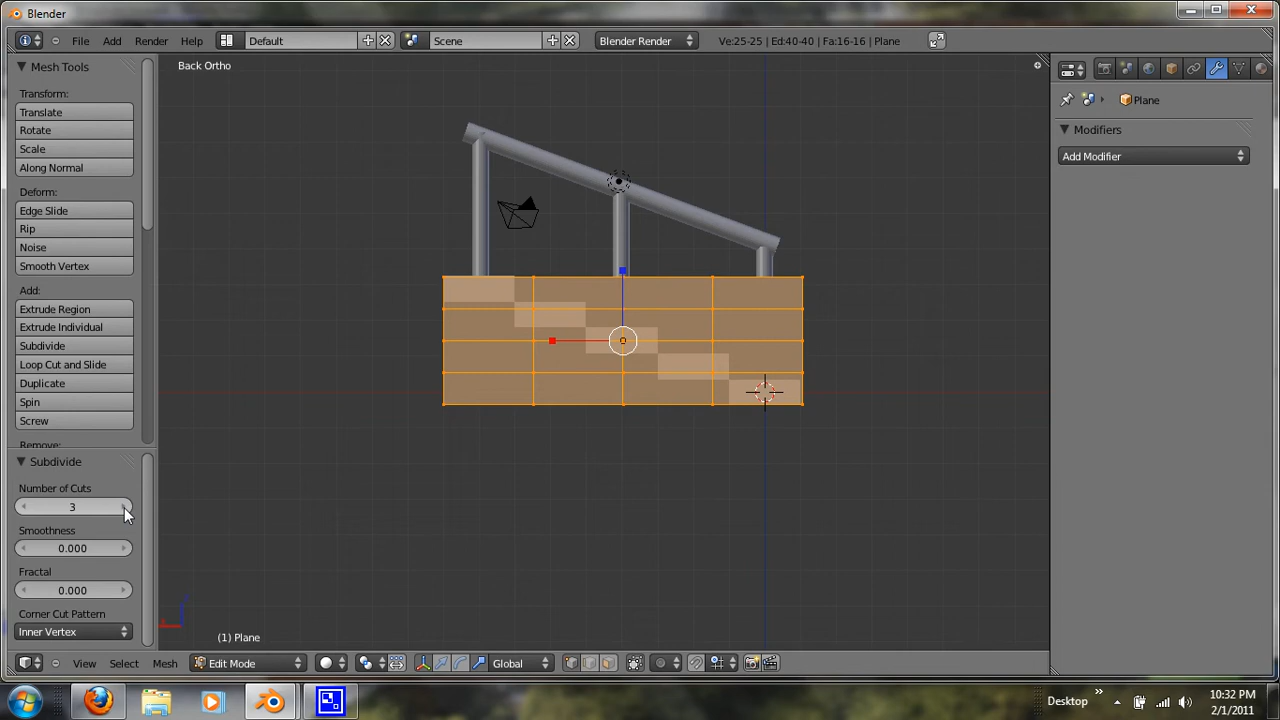 Blender
File Add Render Help Default Scene Blender Render Ve:25-25 | Ed:40-40 | Fa:16-16 | Plane
Mesh Tools
Transform:
Translate
Rotate
Scale
Along Normal
Deform:
Edge Slide
Rip
Noise
Smooth Vertex
Add:
Extrude Region
Extrude Individual
Subdivide
Loop Cut and Slide
Duplicate
Spin
Screw
Remove:
Subdivide
Number of Cuts
3
Smoothness
0.000
Fractal
0.000
Corner Cut Pattern
Inner Vertex
Back Ortho
(1) Plane
Plane
Modifiers
Add Modifier
View Select Mesh Edit Mode Global
Desktop
10:32 PM
2/1/2011